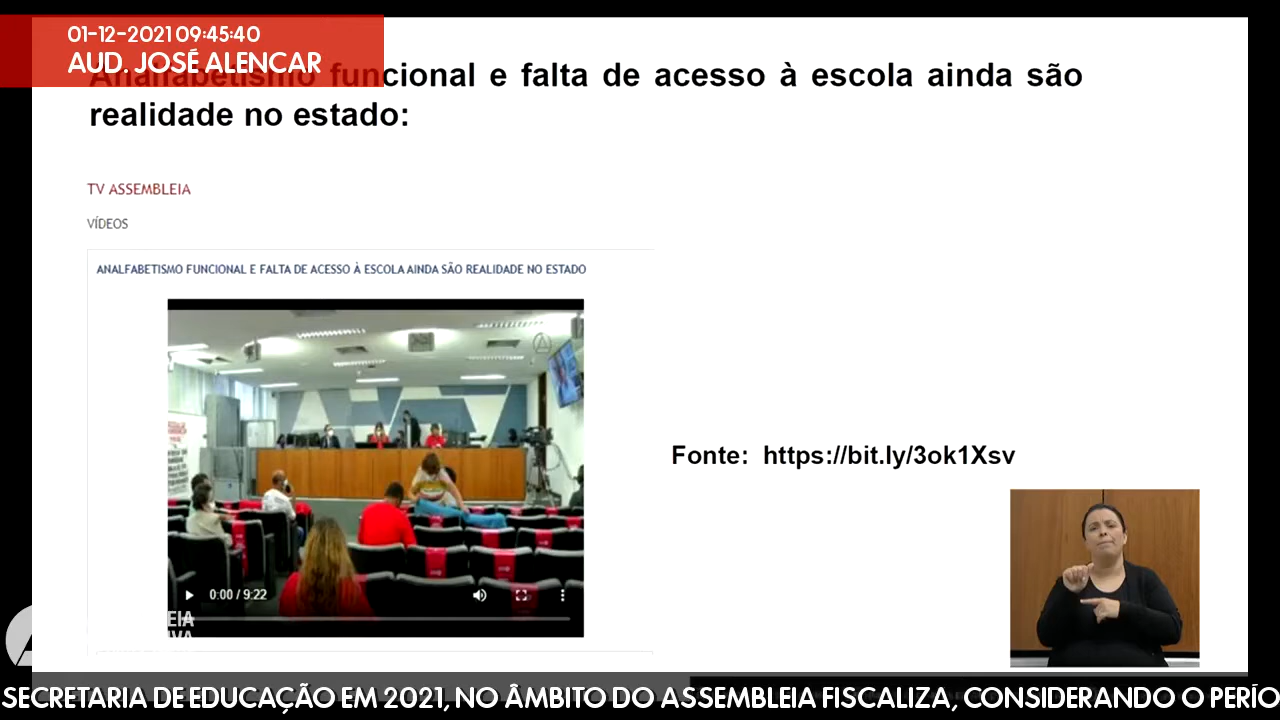 01-12-2021 09:45:40
AUD. JOSÉ ALENCAR
Analfabetismo funcional e falta de acesso à escola ainda são
realidade no estado:
TV ASSEMBLEIA
VÍDEOS
ANALFABETISMO FUNCIONAL E FALTA DE ACESSO À ESCOLA AINDA SÃO REALIDADE NO ESTADO
0:00 / 9:22
Fonte: https://bit.ly/3ok1Xsv
SECRETARIA DE EDUCAÇÃO EM 2021, NO ÂMBITO DO ASSEMBLEIA FISCALIZA, CONSIDERANDO O PERÍO